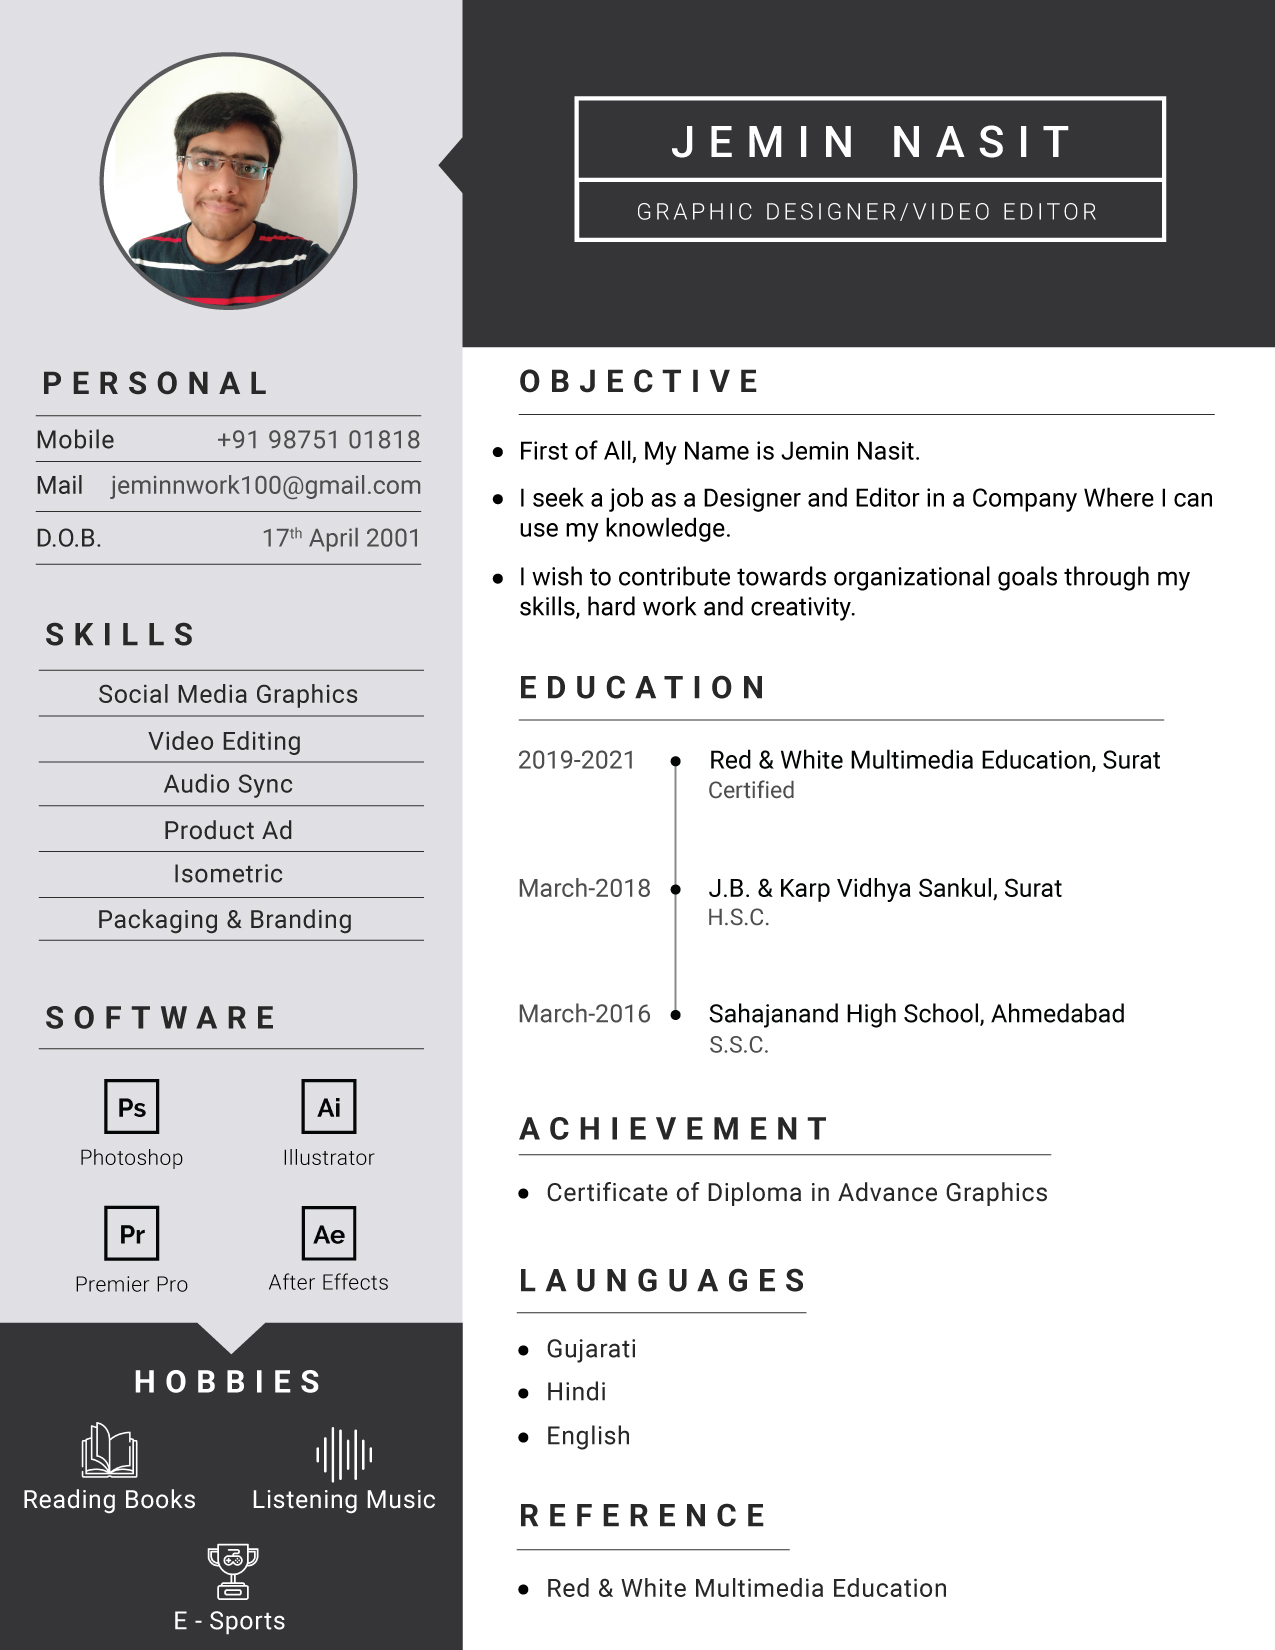 JEMIN NASIT
GRAPHIC DESIGNER/VIDEO EDITOR
PERSONAL
Mobile +91 98751 01818
Mail jeminnwork100@gmail.com
D.O.B. 17th April 2001
SKILLS
Social Media Graphics
Video Editing
Audio Sync
Product Ad
Isometric
Packaging & Branding
SOFTWARE
Ps Ai
Photoshop Illustrator
Pr Ae
Premier Pro After Effects
HOBBIES
Reading Books Listening Music
E - Sports
OBJECTIVE
● First of All, My Name is Jemin Nasit.
● I seek a job as a Designer and Editor in a Company Where I can
use my knowledge.
● I wish to contribute towards organizational goals through my
skills, hard work and creativity.
EDUCATION
2019-2021 ● Red & White Multimedia Education, Surat
Certified
March-2018 ● J.B. & Karp Vidhya Sankul, Surat
H.S.C.
March-2016 ● Sahajanand High School, Ahmedabad
S.S.C.
ACHIEVEMENT
● Certificate of Diploma in Advance Graphics
LAUNGUAGES
● Gujarati
● Hindi
● English
REFERENCE
● Red & White Multimedia Education